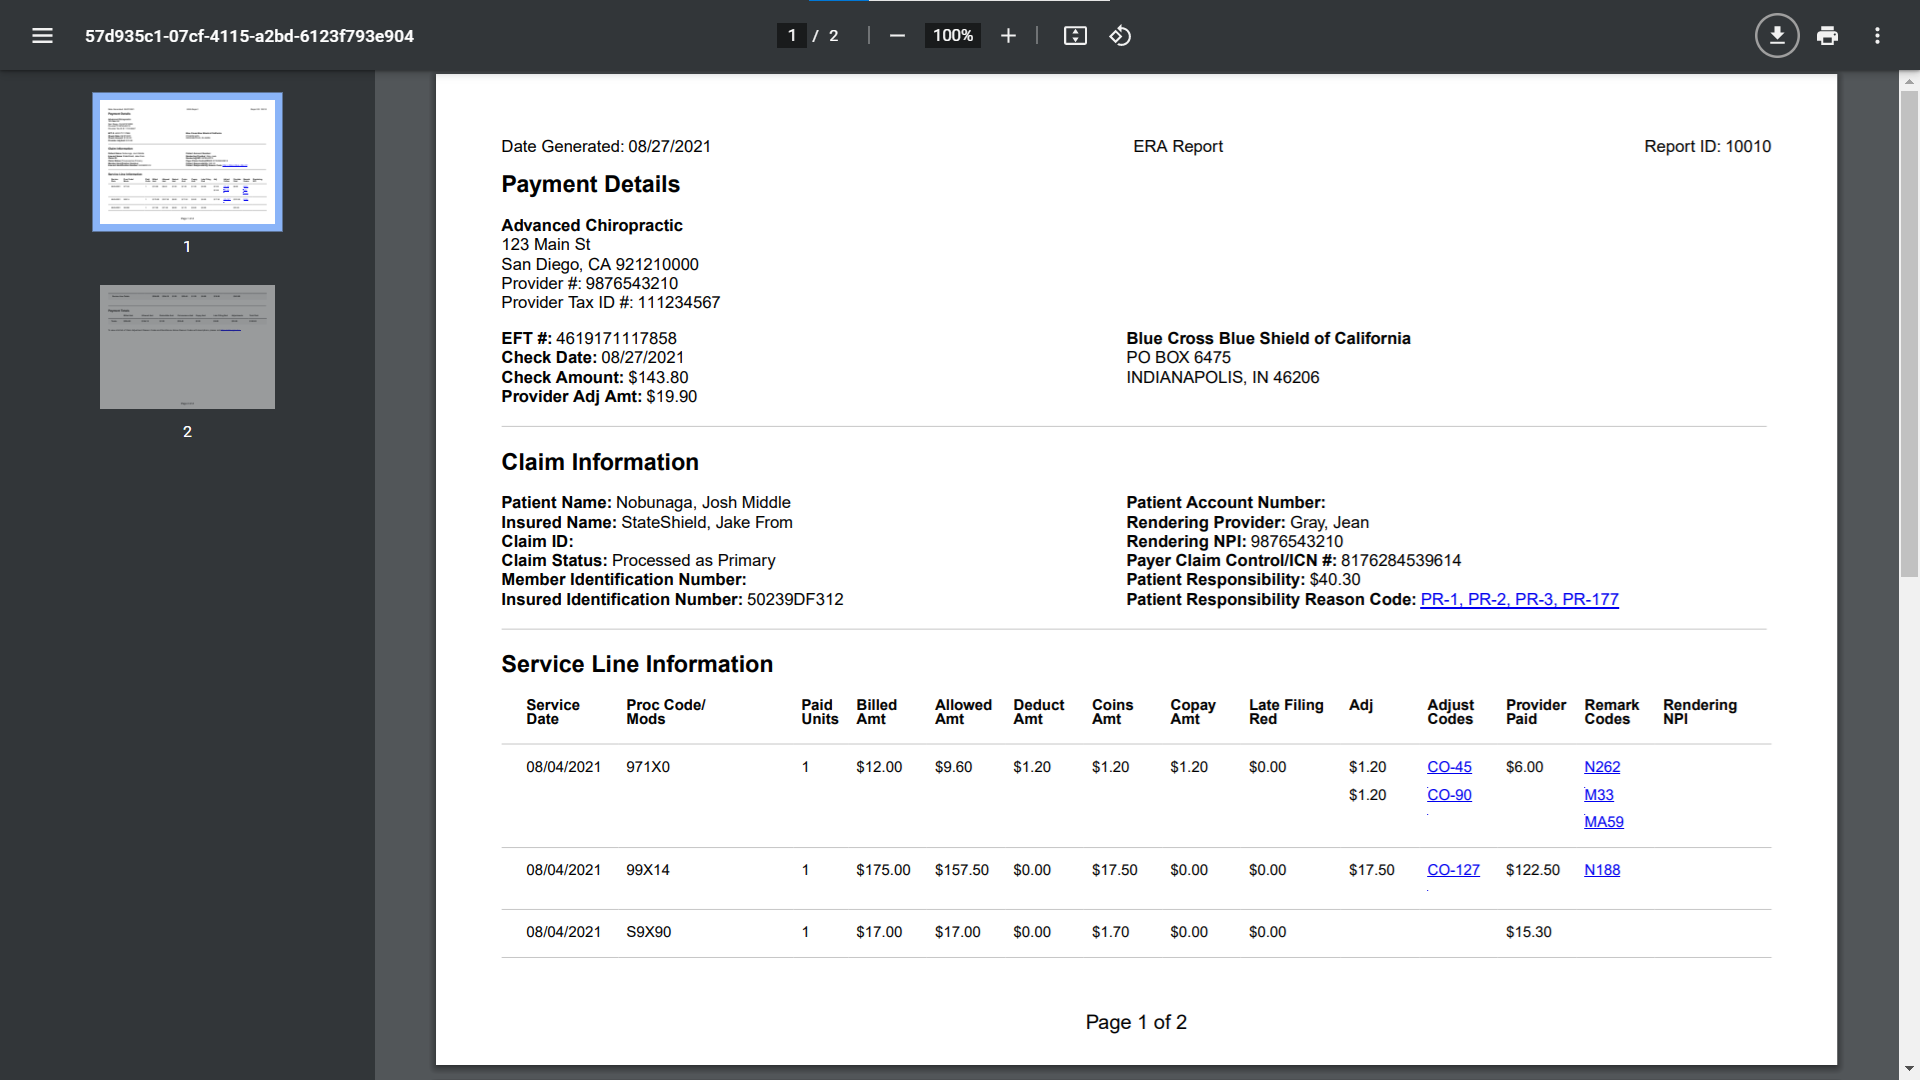 57d935c1-07cf-4115-a2bd-6123f793e904 1 / 2 100%
1
2
Date Generated: 08/27/2021 ERA Report Report ID: 10010
Payment Details
Advanced Chiropractic
123 Main St
San Diego, CA 921210000
Provider #: 9876543210
Provider Tax ID #: 111234567
EFT #: 4619171117858
Check Date: 08/27/2021
Check Amount: $143.80
Provider Adj Amt: $19.90
Blue Cross Blue Shield of California
PO BOX 6475
INDIANAPOLIS, IN 46206
Claim Information
Patient Name: Nobunaga, Josh Middle
Insured Name: StateShield, Jake From
Claim ID:
Claim Status: Processed as Primary
Member Identification Number:
Insured Identification Number: 50239DF312
Patient Account Number:
Rendering Provider: Gray, Jean
Rendering NPI: 9876543210
Payer Claim Control/ICN #: 8176284539614
Patient Responsibility: $40.30
Patient Responsibility Reason Code: PR-1, PR-2, PR-3, PR-177
Service Line Information
Service Date Proc Code/ Mods Paid Units Billed Amt Allowed Amt Deduct Amt Coins Amt Copay Amt Late Filing Red Adj Adjust Codes Provider Paid Remark Codes Rendering NPI
08/04/2021 971X0 1 $12.00 $9.60 $1.20 $1.20 $1.20 $0.00 $1.20 CO-45 $6.00 N262
$1.20 CO-90 M33
MA59
08/04/2021 99X14 1 $175.00 $157.50 $0.00 $17.50 $0.00 $0.00 $17.50 CO-127 $122.50 N188
08/04/2021 S9X90 1 $17.00 $17.00 $0.00 $1.70 $0.00 $0.00 $15.30
Page 1 of 2